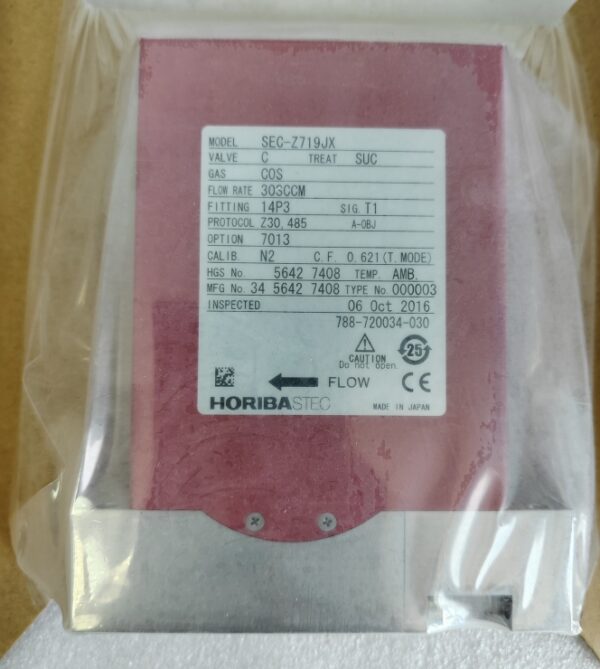 MODEL SEC-Z719JX
VALVE C TREAT SUC
GAS COS
FLOW RATE 30SCCM
FITTING 14P3 SIG. T1
PROTOCOL Z30, 485 A-OBJ
OPTION 7013
CALIB. N2 C.F. 0.621(T.MODE)
HGS No. 5642 7408 TEMP. AMB.
MFG No. 34 5642 7408 TYPE No. 000003
INSPECTED 06 Oct 2016
788-720034-030
25
CAUTION
Do not open.
FLOW CE
HORIBASTEC MADE IN JAPAN